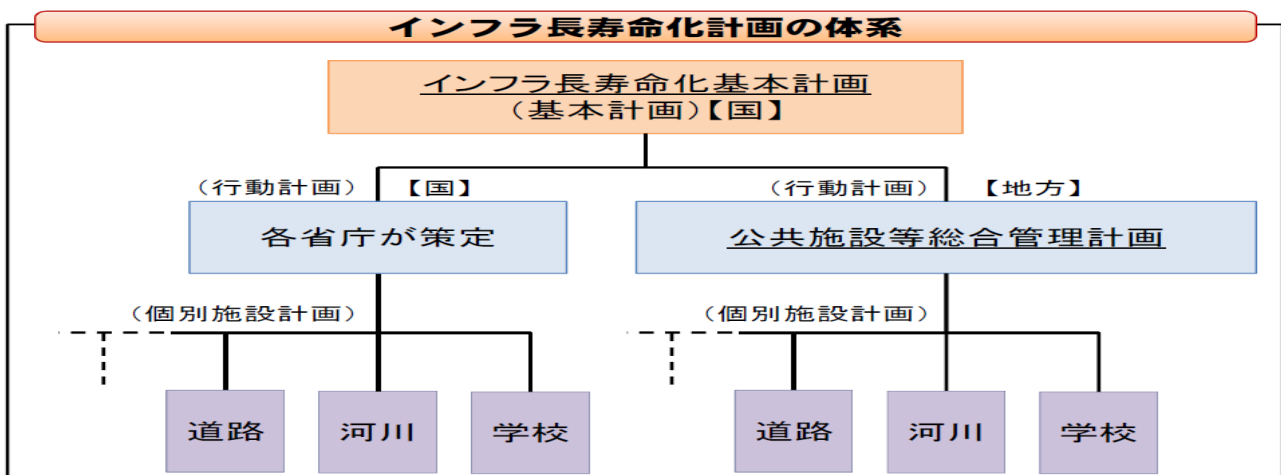 インフラ長寿命化計画の体系
インフラ長寿命化基本計画
(基本計画)【国】
(行動計画) 【国】
(行動計画) 【地方】
各省庁が策定
公共施設等総合管理計画
(個別施設計画)
(個別施設計画)
道路
河川
学校
道路
河川
学校